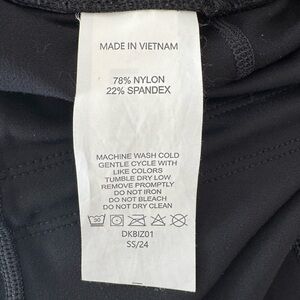 MADE IN VIETNAM
78% NYLON
22% SPANDEX
MACHINE WASH COLD
GENTLE CYCLE WITH
LIKE COLORS
TUMBLE DRY LOW
REMOVE PROMPTLY
DO NOT IRON
DO NOT BLEACH
DO NOT DRY CLEAN
DKBIZ01
SS/24